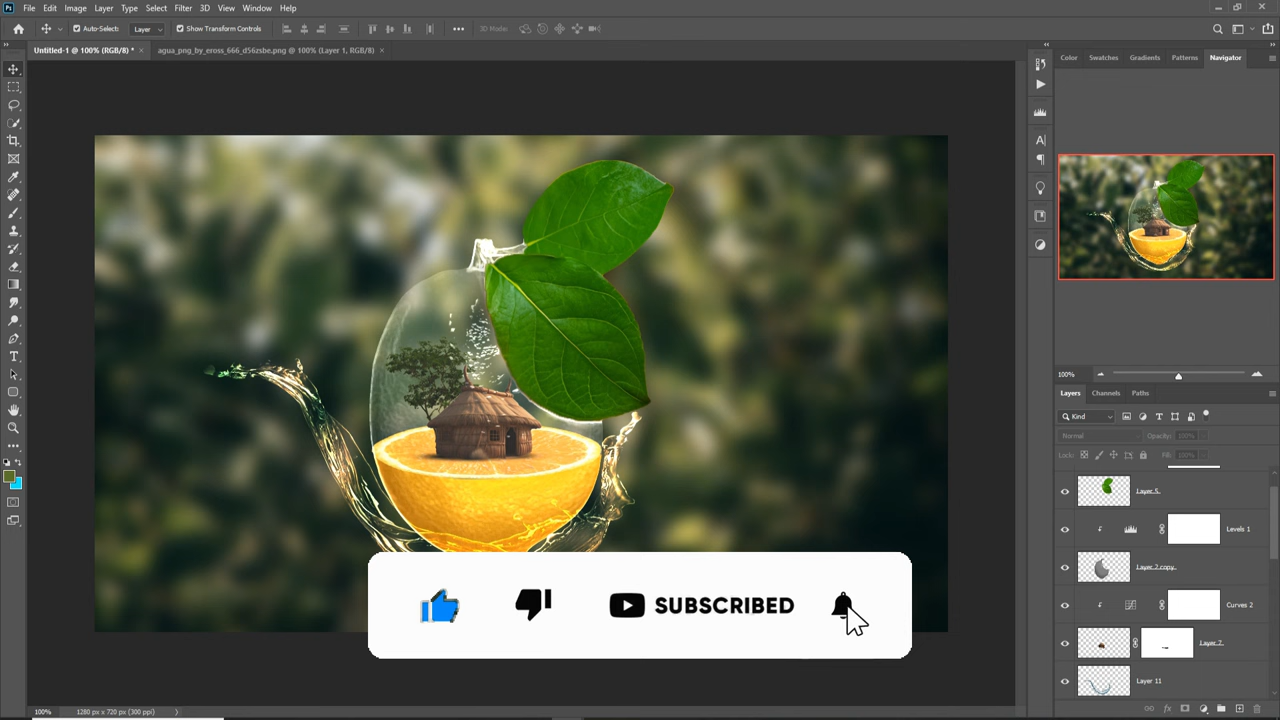 Ps File Edit Image Layer Type Select Filter 3D View Window Help
Auto-Select: Layer Show Transform Controls 3D Mode:
Untitled-1 @ 100% (RGB/8) * × agua_png_by_eross_666_d56zsbe.png @ 100% (Layer 1, RGB/8) ×
Color Swatches Gradients Patterns Navigator
100%
Layers Channels Paths
Kind
Normal Opacity: 100%
Lock: Fill: 100%
Layer 5
Levels 1
Layer 2 copy
Curves 2
Layer 7
Layer 11
SUBSCRIBED
100% 1280 px x 720 px (300 ppi)